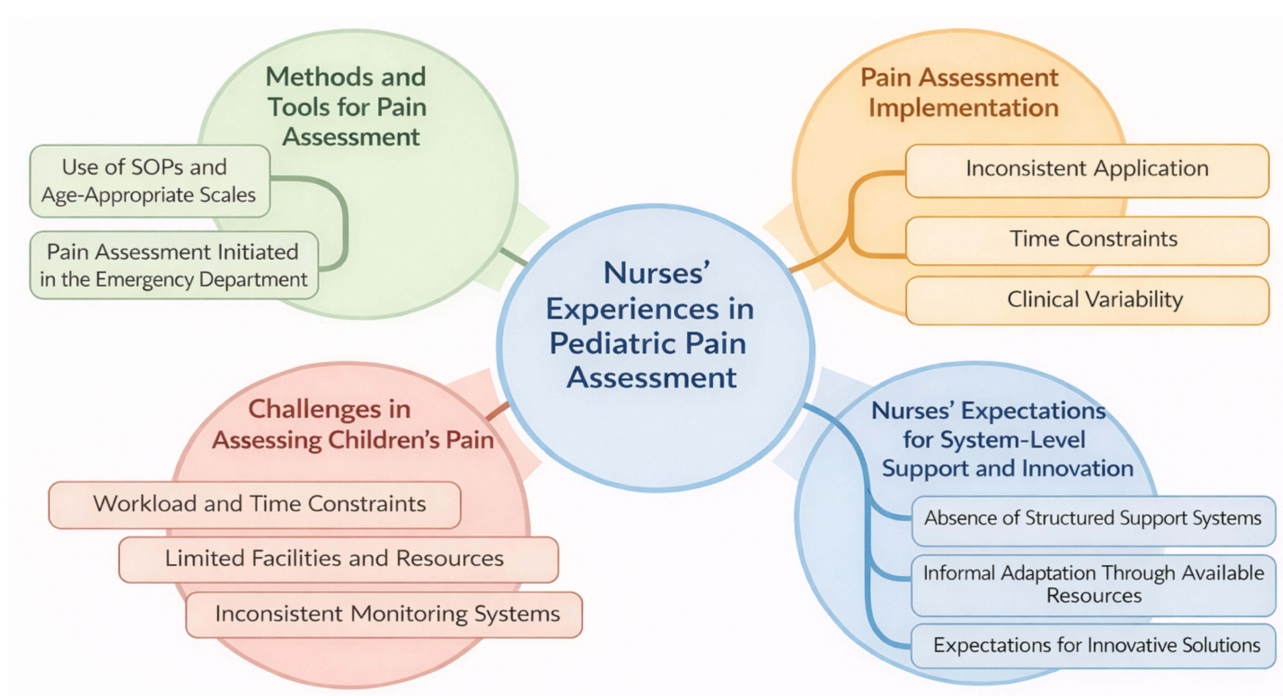 Methods and
Tools for Pain
Assessment
Use of SOPs and
Age-Appropriate Scales
Pain Assessment Initiated
in the Emergency Department
Pain Assessment
Implementation
Inconsistent Application
Time Constraints
Clinical Variability
Nurses’
Experiences in
Pediatric Pain
Assessment
Challenges in
Assessing Children’s Pain
Workload and Time Constraints
Limited Facilities and Resources
Inconsistent Monitoring Systems
Nurses’ Expectations
for System-Level
Support and Innovation
Absence of Structured Support Systems
Informal Adaptation Through Available
Resources
Expectations for Innovative Solutions